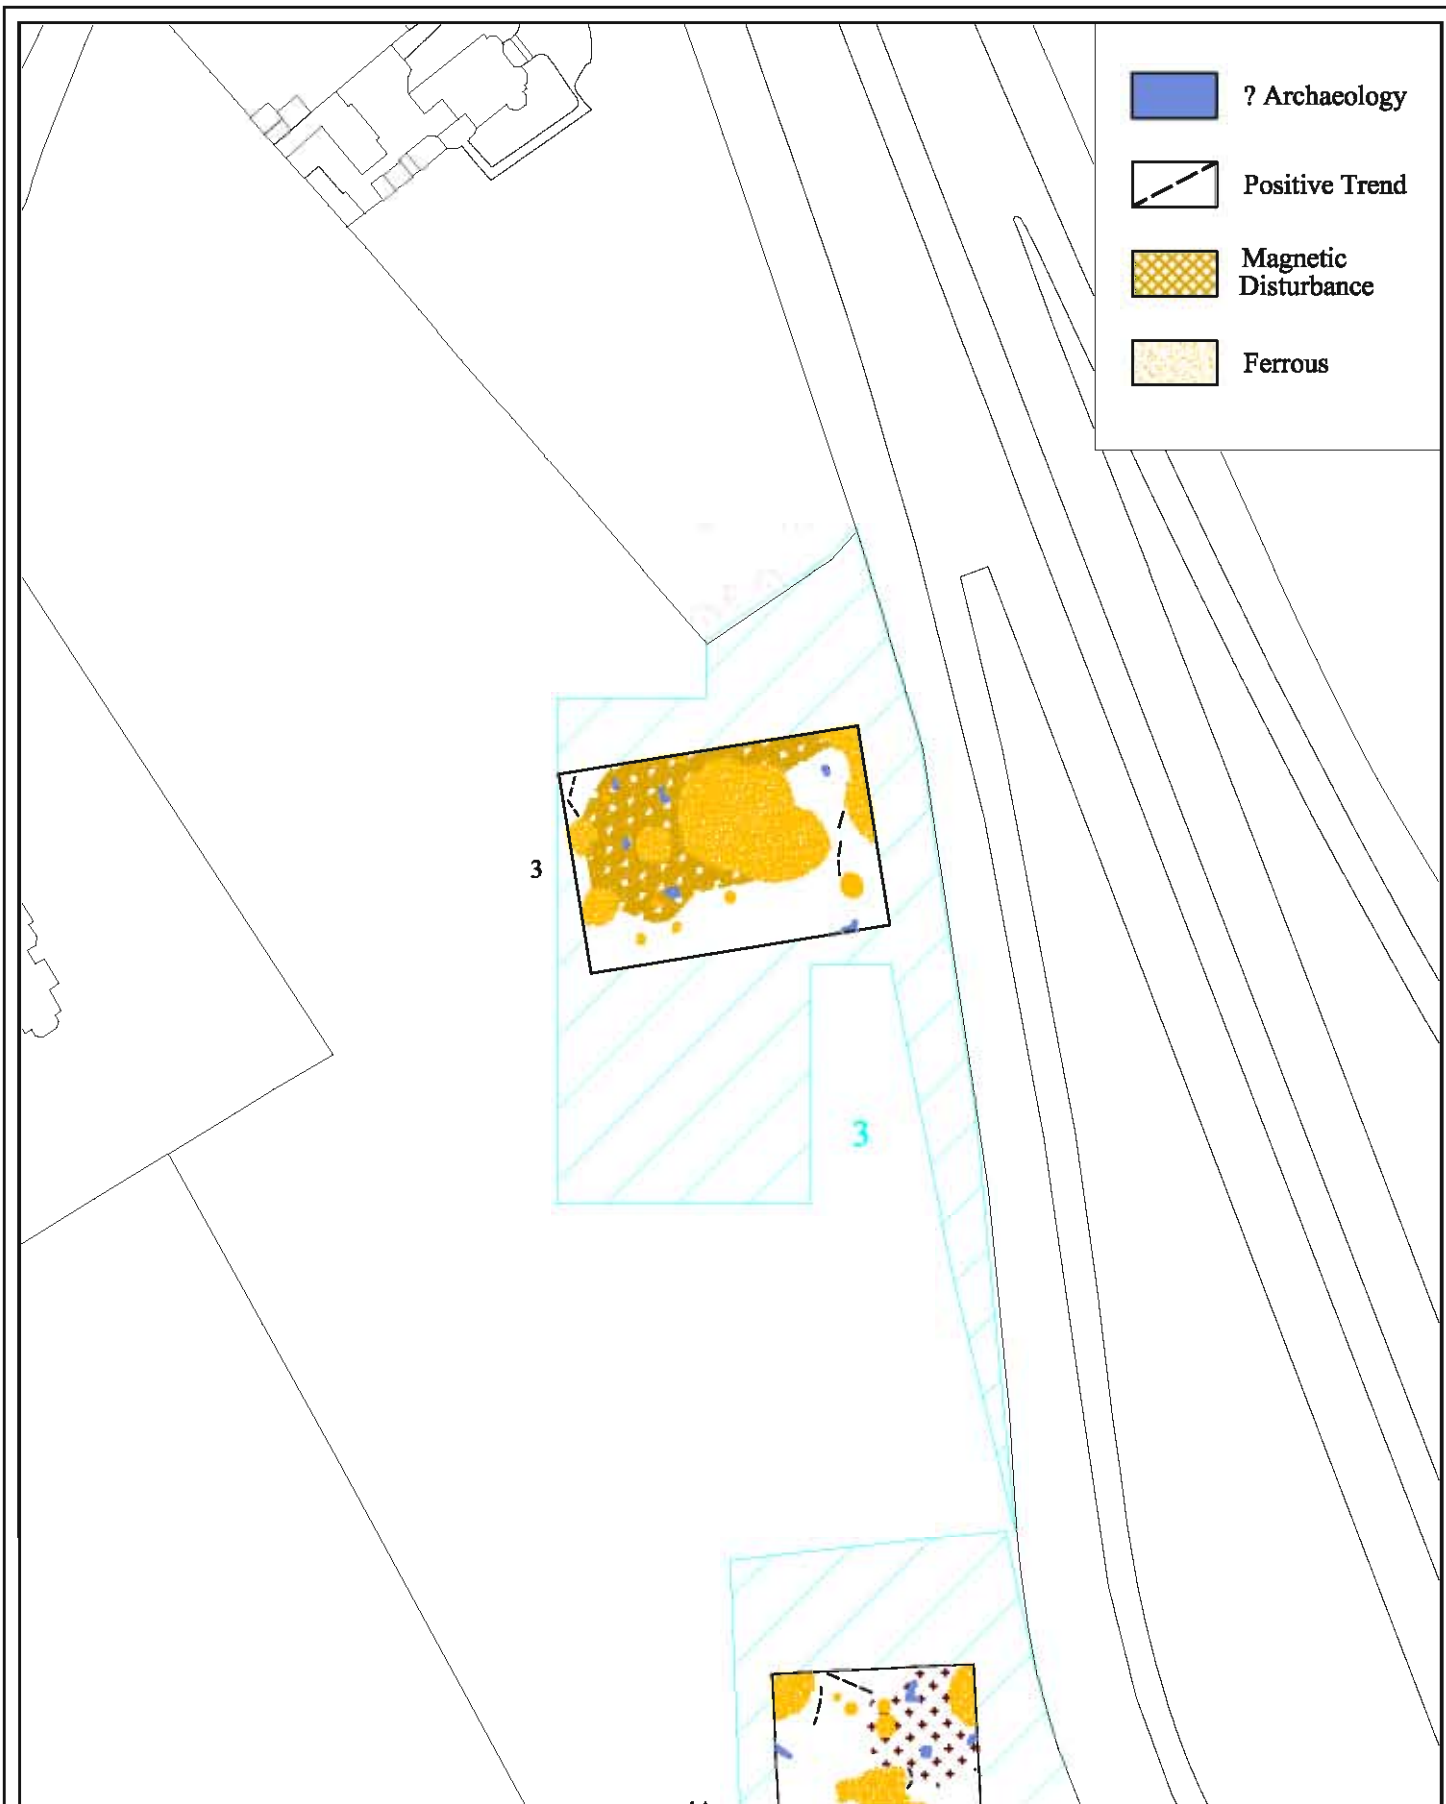 ? Archaeology
Positive Trend
Magnetic
Disturbance
Ferrous
3
3